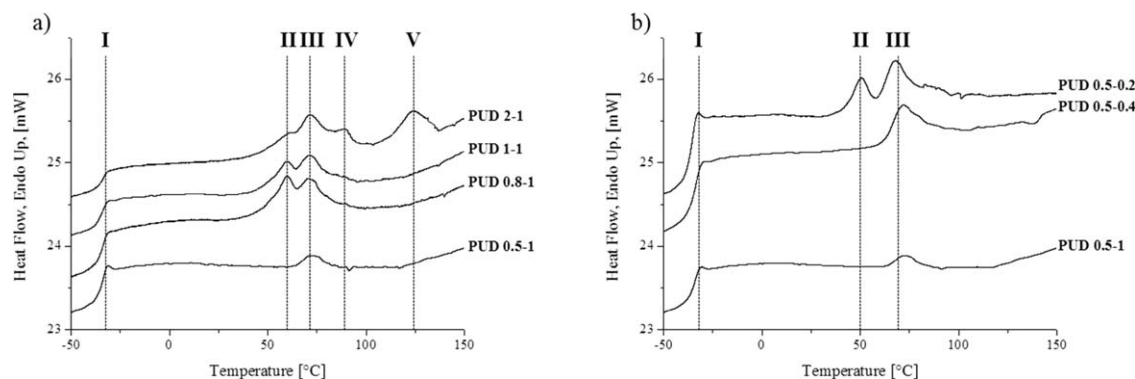 a)
I II III IV V
26
25
24
23
Heat Flow, Endo Up, [mW]
PUD 2-1
PUD 1-1
PUD 0.8-1
PUD 0.5-1
-50 0 50 100 150
Temperature [°C]
b)
I II III
26
25
24
23
Heat Flow, Endo Up, [mW]
PUD 0.5-0.2
PUD 0.5-0.4
PUD 0.5-1
-50 0 50 100 150
Temperature [°C]